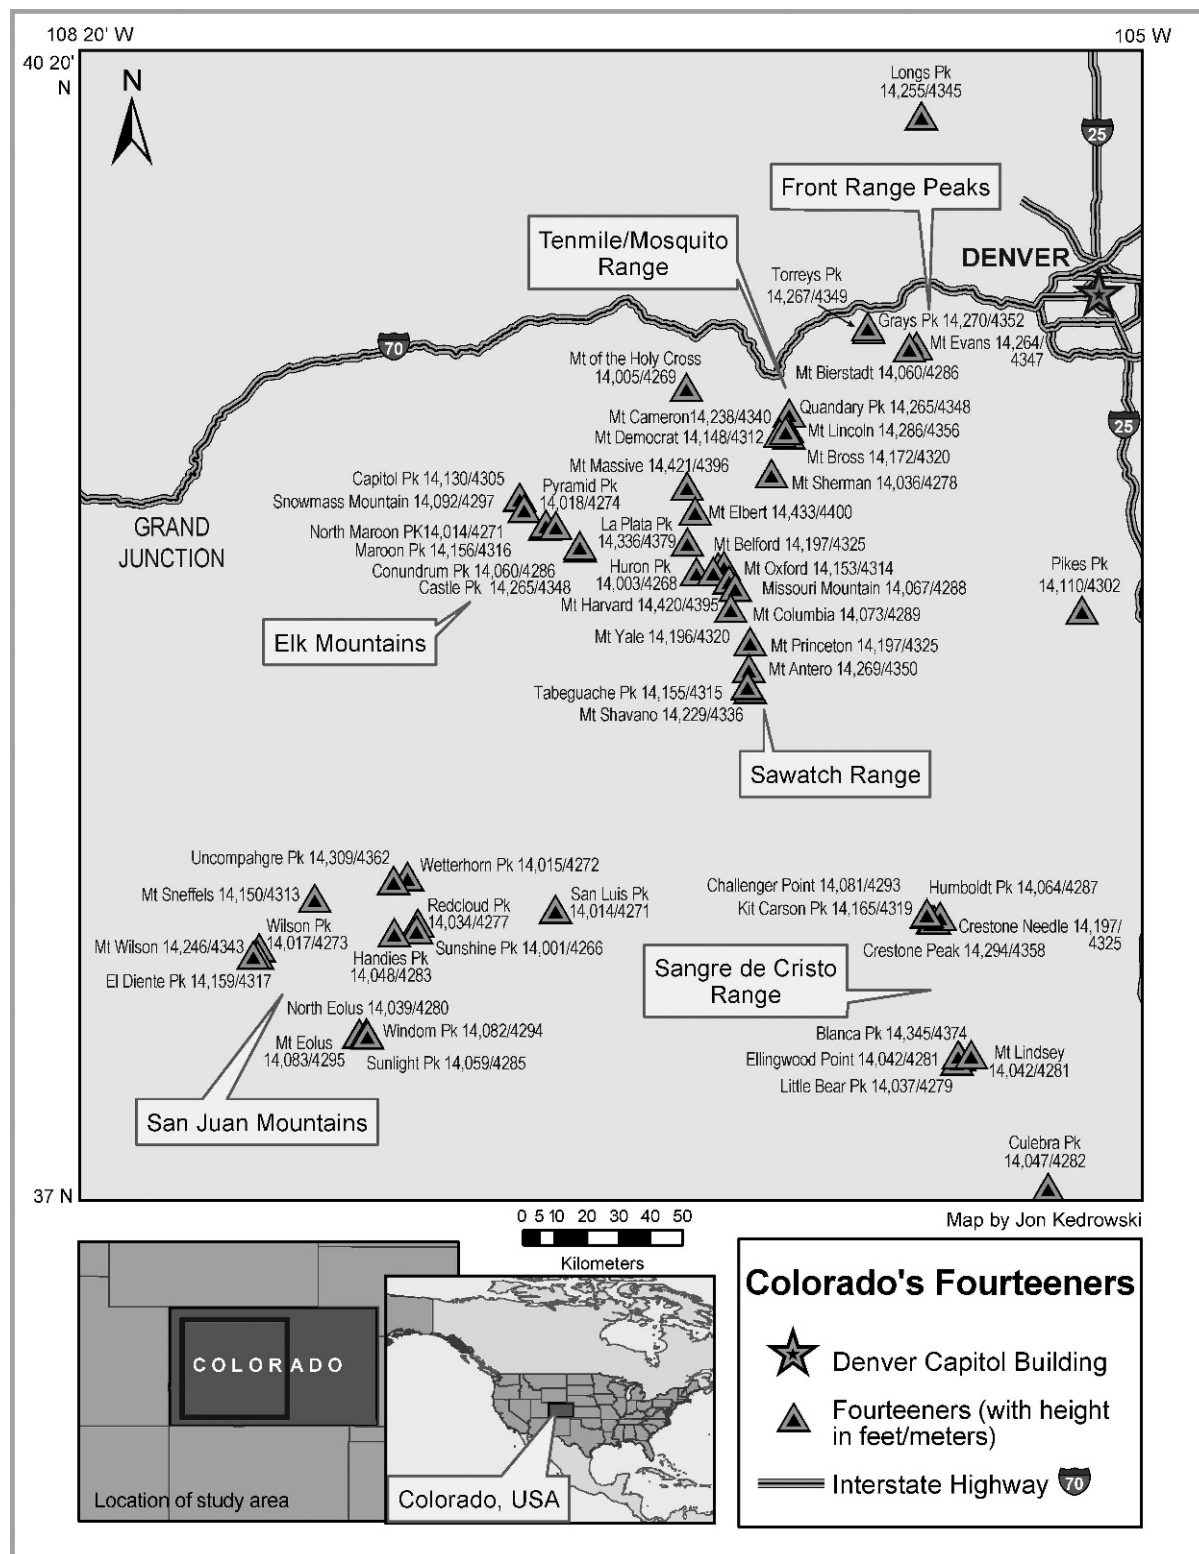 108 20' W
105 W
40 20'
N
N
Longs Pk
14,255/4345
25
Front Range Peaks
Tenmile/Mosquito
Range
DENVER
Torreys Pk
14,267/4349
Grays Pk 14,270/4352
Mt Evans 14,264/
4347
70
Mt of the Holy Cross
14,005/4269
Mt Bierstadt 14,060/4286
Mt Cameron14,238/4340
Quandary Pk 14,265/4348
25
Mt Democrat 14,148/4312
Mt Lincoln 14,286/4356
Mt Bross 14,172/4320
Mt Massive 14,421/4396
Mt Sherman 14,036/4278
Capitol Pk 14,130/4305
Pyramid Pk
14,018/4274
Snowmass Mountain 14,092/4297
Mt Elbert 14,433/4400
GRAND
JUNCTION
North Maroon PK14,014/4271
La Plata Pk
14,336/4379
Maroon Pk 14,156/4316
Mt Belford 14,197/4325
Conundrum Pk 14,060/4286
Huron Pk
14,003/4268
Mt Oxford 14,153/4314
Castle Pk 14,265/4348
Missouri Mountain 14,067/4288
Pikes Pk
14,110/4302
Mt Harvard 14,420/4395
Mt Columbia 14,073/4289
Elk Mountains
Mt Yale 14,196/4320
Mt Princeton 14,197/4325
Mt Antero 14,269/4350
Tabeguache Pk 14,155/4315
Mt Shavano 14,229/4336
Sawatch Range
Uncompahgre Pk 14,309/4362
Wetterhorn Pk 14,015/4272
Mt Sneffels 14,150/4313
San Luis Pk
14,014/4271
Challenger Point 14,081/4293
Humboldt Pk 14,064/4287
Redcloud Pk
14,034/4277
Kit Carson Pk 14,165/4319
Wilson Pk
14,017/4273
Crestone Needle 14,197/
4325
Mt Wilson 14,246/4343
Sunshine Pk 14,001/4266
Crestone Peak 14,294/4358
Handies Pk
14,048/4283
El Diente Pk 14,159/4317
Sangre de Cristo
Range
North Eolus 14,039/4280
Mt Eolus
14,083/4295
Windom Pk 14,082/4294
Sunlight Pk 14,059/4285
Blanca Pk 14,345/4374
Ellingwood Point 14,042/4281
Mt Lindsey
14,042/4281
Little Bear Pk 14,037/4279
San Juan Mountains
Culebra Pk
14,047/4282
37 N
0 5 10 20 30 40 50
Kilometers
Map by Jon Kedrowski
COLORADO
Location of study area
Colorado, USA
Colorado's Fourteeners
Denver Capitol Building
Fourteeners (with height
in feet/meters)
Interstate Highway 70